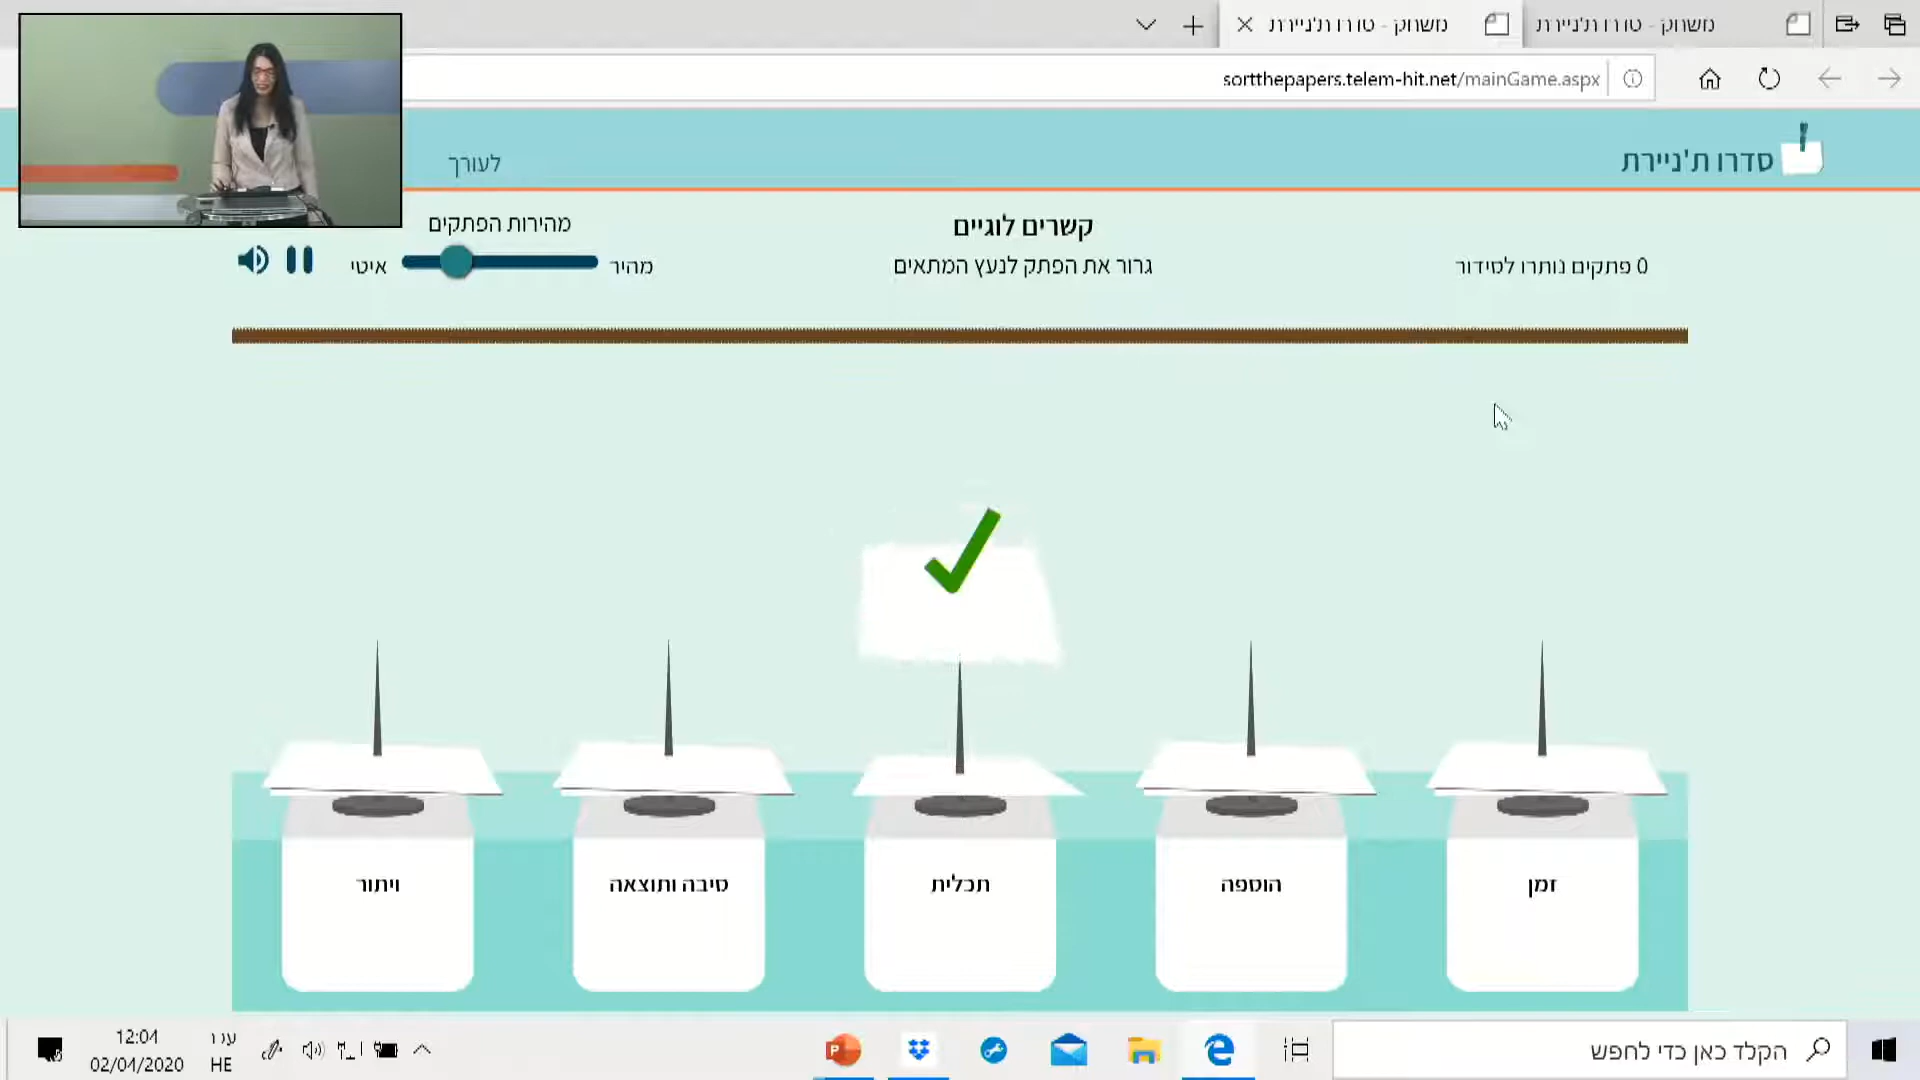 משחק - סדרו ת'ניירת
משחק - סדרו ת'ניירת
sortthepapers.telem-hit.net/mainGame.aspx
סדרו ת'ניירת
לעורך
קשרים לוגיים
מהירות הפתקים
0 פתקים נותרו לסידור
גרור את הפתק לנעץ המתאים
מהיר
איטי
זמן
הוספה
תכלית
סיבה ותוצאה
ויתור
הקלד כאן כדי לחפש
12:04
02/04/2020
HE